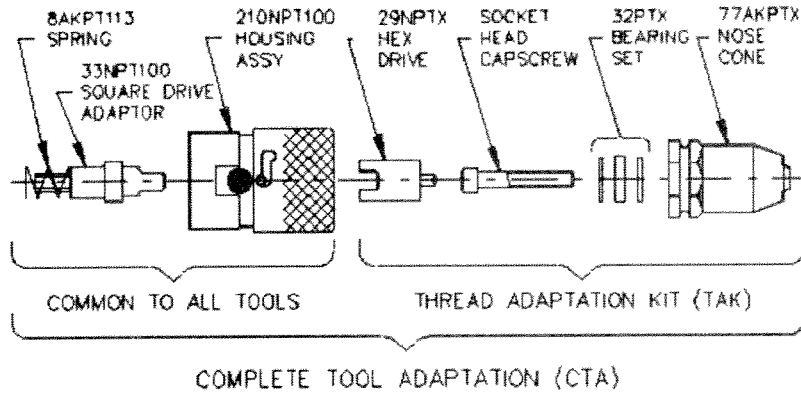 8AKPT113
SPRING
33NPT100
SQUARE DRIVE
ADAPTOR
210NPT100
HOUSING
ASSY
29NPTX
HEX
DRIVE
SOCKET
HEAD
CAPSCREW
32PTX
BEARING
SET
77AKPTX
NOSE
CONE
COMMON TO ALL TOOLS
THREAD ADAPTATION KIT (TAK)
COMPLETE TOOL ADAPTATION (CTA)